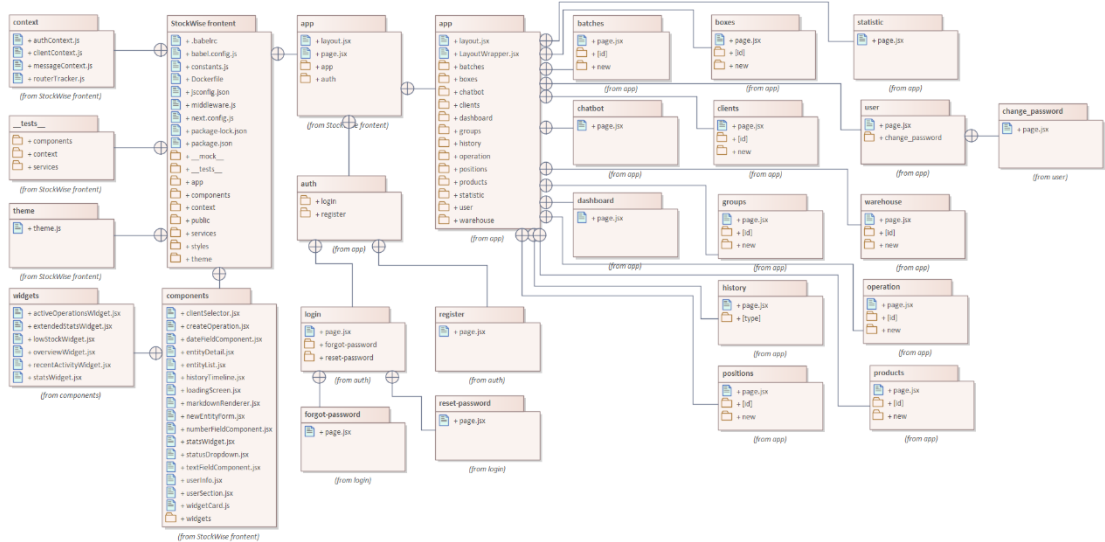 context
+ authContext.js
+ clientContext.js
+ messageContext.js
+ routerTracker.js
(from StockWise frontent)
__tests__
+ components
+ context
+ services
(from StockWise frontent)
theme
+ theme.js
(from StockWise frontent)
widgets
+ activeOperationsWidget.jsx
+ extendedStatsWidget.jsx
+ lowStockWidget.jsx
+ overviewWidget.jsx
+ recentActivityWidget.jsx
+ statsWidget.jsx
(from components)
StockWise frontent
+ .babelrc
+ babel.config.js
+ constants.js
+ Dockerfile
+ jsconfig.json
+ middleware.js
+ next.config.js
+ package-lock.json
+ package.json
+ __mock__
+ __tests__
+ app
+ components
+ context
+ public
+ services
+ styles
+ theme
components
+ clientSelector.jsx
+ createOperation.jsx
+ dateFieldComponent.jsx
+ entityDetail.jsx
+ entityList.jsx
+ historyTimeline.jsx
+ loadingScreen.jsx
+ markdownRenderer.jsx
+ newEntityForm.jsx
+ numberFieldComponent.jsx
+ statsWidget.jsx
+ statusDropdown.jsx
+ textFieldComponent.jsx
+ userInfo.jsx
+ userSection.jsx
+ widgetCard.js
+ widgets
(from StockWise frontent)
app
+ layout.jsx
+ page.jsx
+ app
+ auth
(from StockWise frontent)
auth
+ login
+ register
(from app)
login
+ page.jsx
+ forgot-password
+ reset-password
(from auth)
register
+ page.jsx
(from auth)
forgot-password
+ page.jsx
(from login)
reset-password
+ page.jsx
(from login)
app
+ layout.jsx
+ LayoutWrapper.jsx
+ batches
+ boxes
+ chatbot
+ clients
+ dashboard
+ groups
+ history
+ operation
+ positions
+ products
+ statistic
+ user
+ warehouse
(from app)
batches
+ page.jsx
+ [id]
+ new
(from app)
boxes
+ page.jsx
+ [id]
+ new
(from app)
statistic
+ page.jsx
(from app)
chatbot
+ page.jsx
(from app)
clients
+ page.jsx
+ [id]
+ new
(from app)
user
+ page.jsx
+ change_password
(from app)
change_password
+ page.jsx
(from user)
dashboard
+ page.jsx
(from app)
groups
+ page.jsx
+ [id]
+ new
(from app)
warehouse
+ page.jsx
+ [id]
+ new
(from app)
history
+ page.jsx
+ [type]
(from app)
operation
+ page.jsx
+ [id]
+ new
(from app)
positions
+ page.jsx
+ [id]
+ new
(from app)
products
+ page.jsx
+ [id]
+ new
(from app)